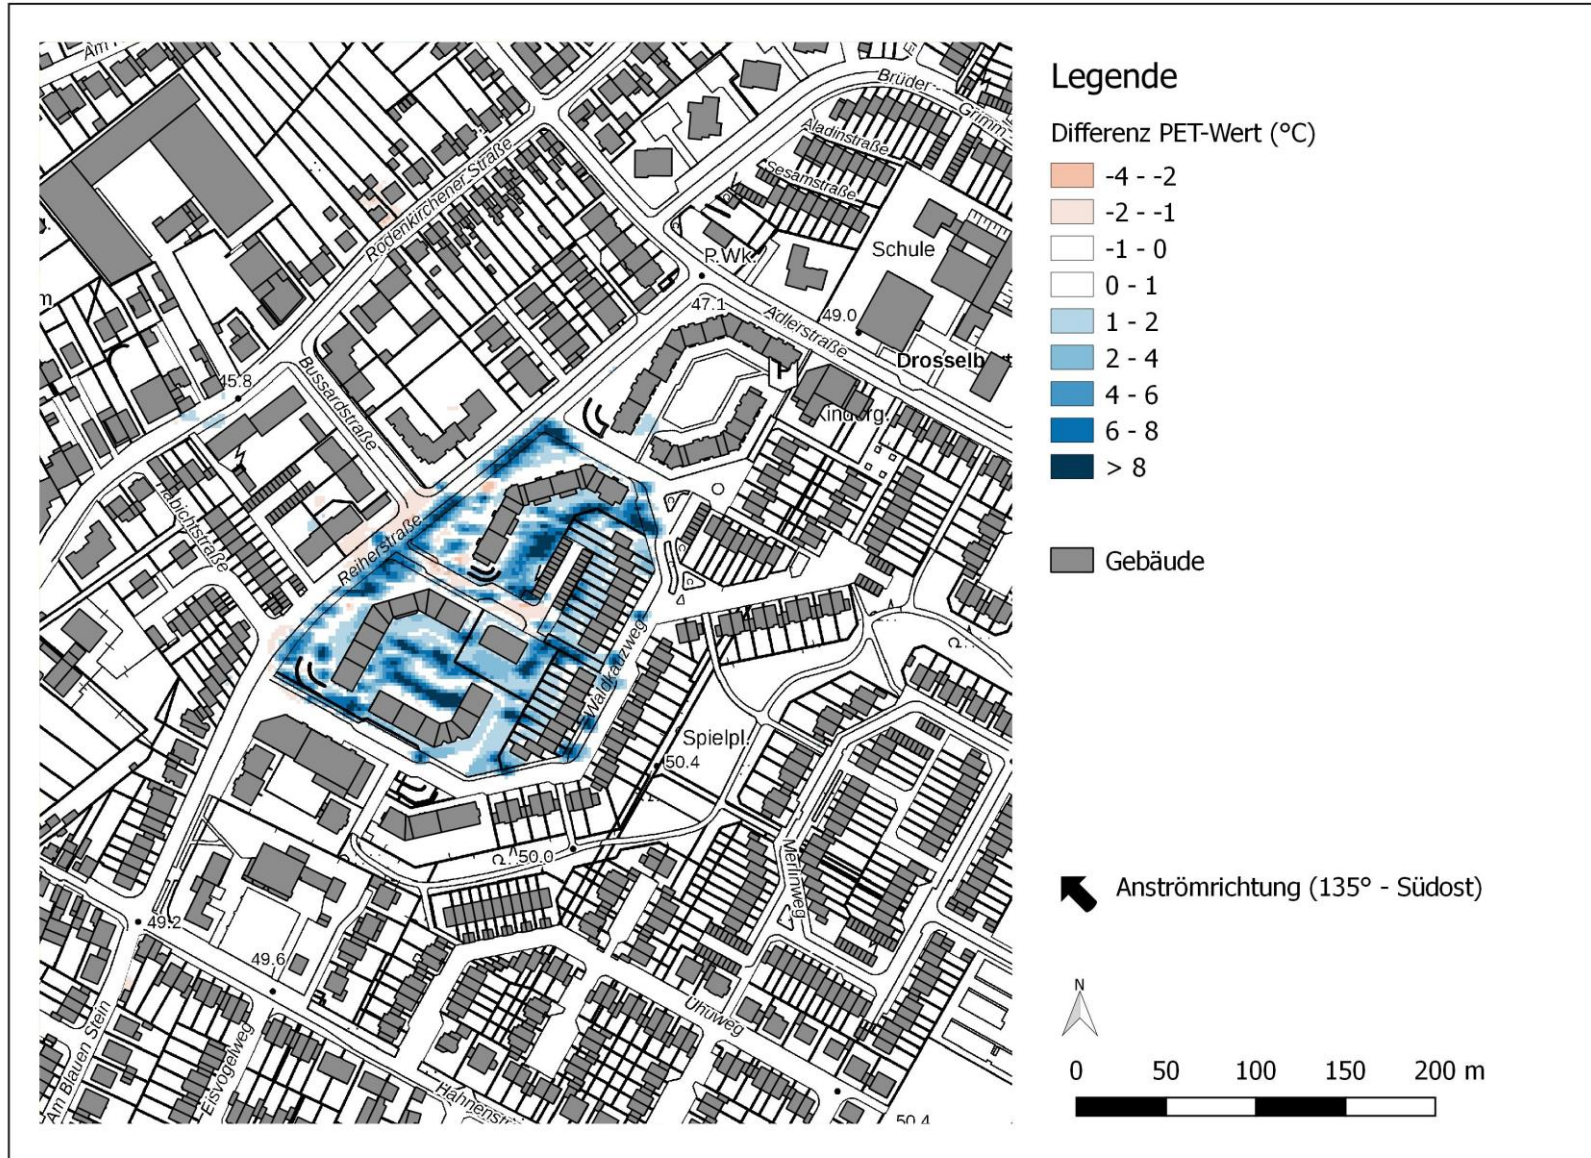 Rodenkirchener Straße
Brüder-
Grimm-
Aladinstraße
Sesamstraße
P.Wk.
Schule
47.1
Adlerstraße
49.0
Bussardstraße
45.8
Kinderg.
Reiherstraße
Waldkauzweg
Spielpl.
50.4
50.0
Merlinweg
49.2
49.6
Uhuweg
Am Blauen Stein
Eisvogelweg
50.4
Legende
Differenz PET-Wert (°C)
-4 - -2
-2 - -1
-1 - 0
0 - 1
1 - 2
2 - 4
4 - 6
6 - 8
> 8
Gebäude
Anströmrichtung (135° - Südost)
N
0 50 100 150 200 m